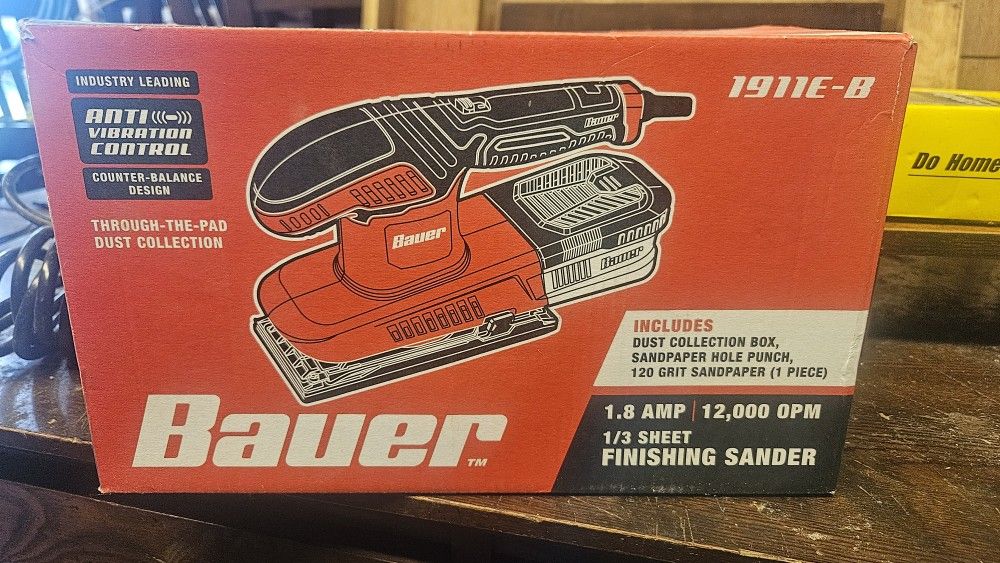 INDUSTRY LEADING
ANTI
VIBRATION
CONTROL
COUNTER-BALANCE
DESIGN
THROUGH-THE-PAD
DUST COLLECTION
1911E-B
Bauer
Bauer
Bauer
Do Home
INCLUDES
DUST COLLECTION BOX,
SANDPAPER HOLE PUNCH,
120 GRIT SANDPAPER (1 PIECE)
Bauer TM
1.8 AMP | 12,000 OPM
1/3 SHEET
FINISHING SANDER